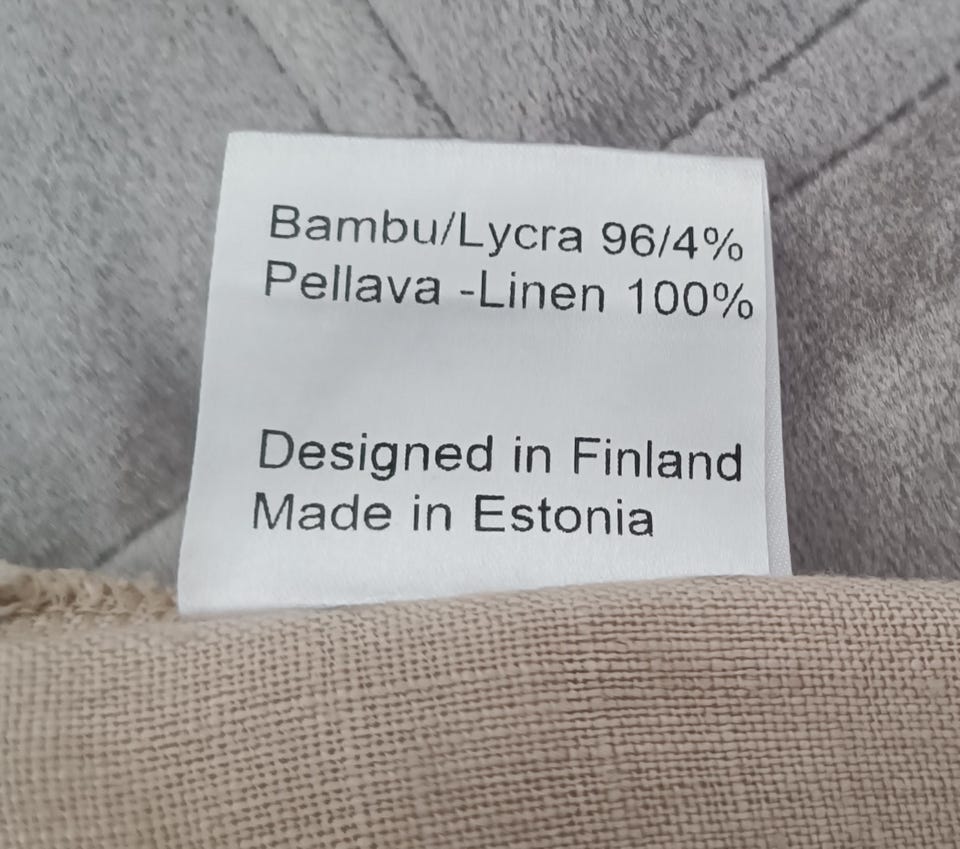 Bambu/Lycra 96/4%
Pellava -Linen 100%
Designed in Finland
Made in Estonia